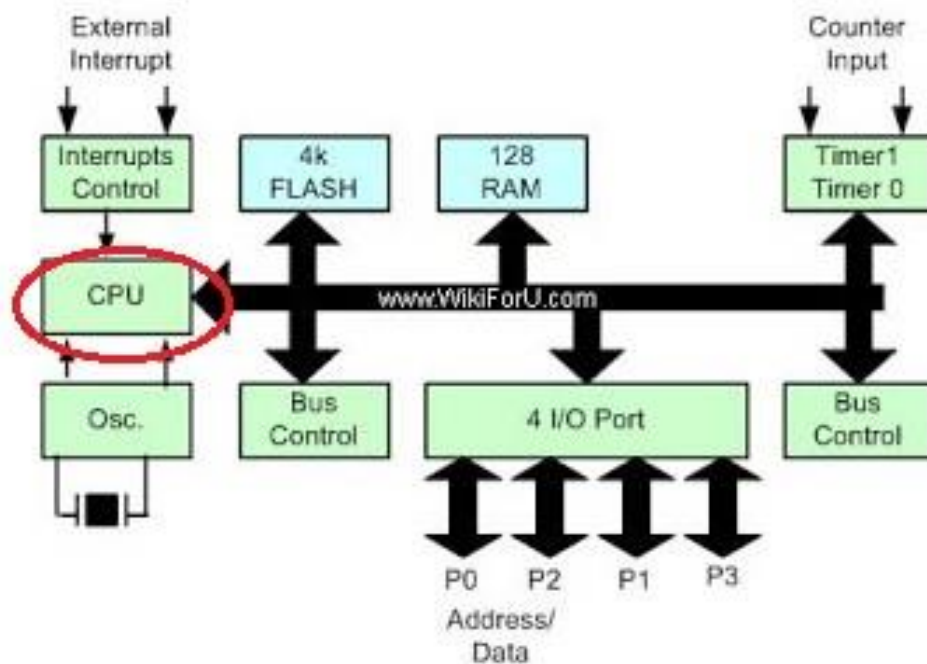 External
Interrupt
Counter
Input
Interrupts
Control
4k
FLASH
128
RAM
Timer1
Timer 0
CPU
www.WikiForU.com
Osc.
Bus
Control
4 I/O Port
Bus
Control
P0
P2
P1
P3
Address/
Data